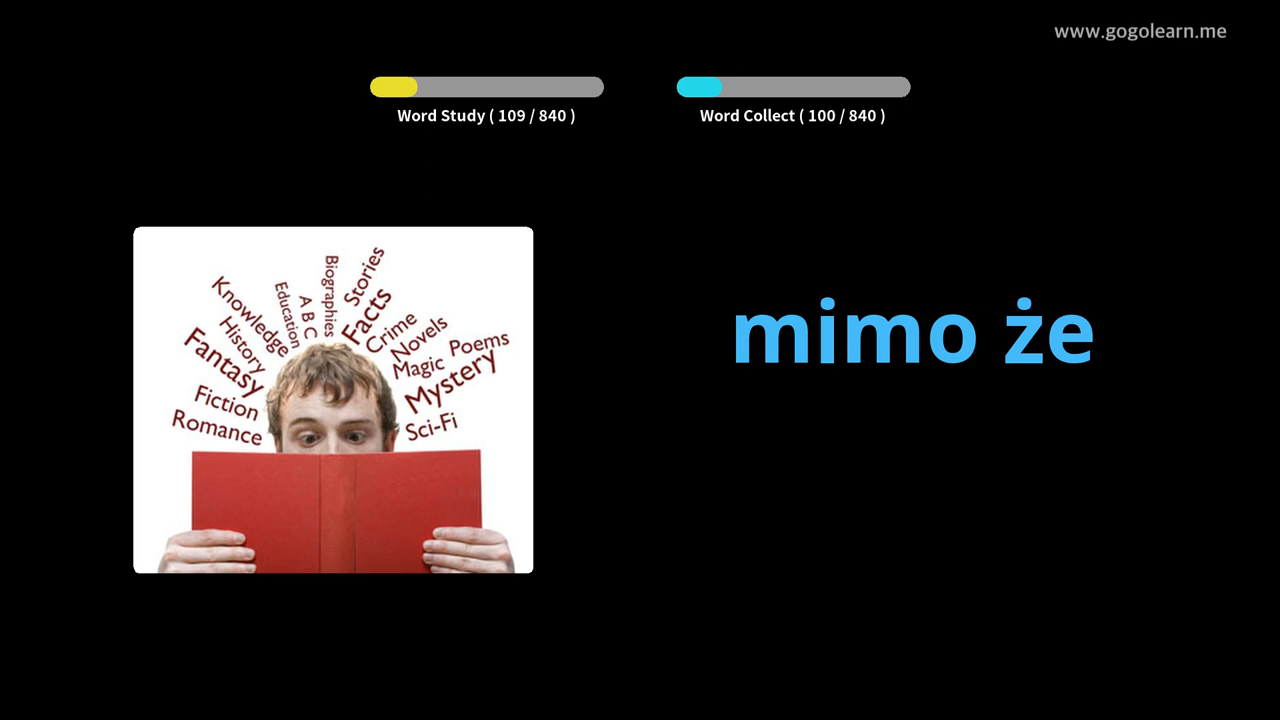 www.gogolearn.me
Word Study ( 109 / 840 )
Word Collect ( 100 / 840 )
Biographies
Stories
Education
A B C
Facts
Knowledge
Crime
History
Novels
Fantasy
Magic
Poems
Mystery
Fiction
Romance
Sci-Fi
mimo że